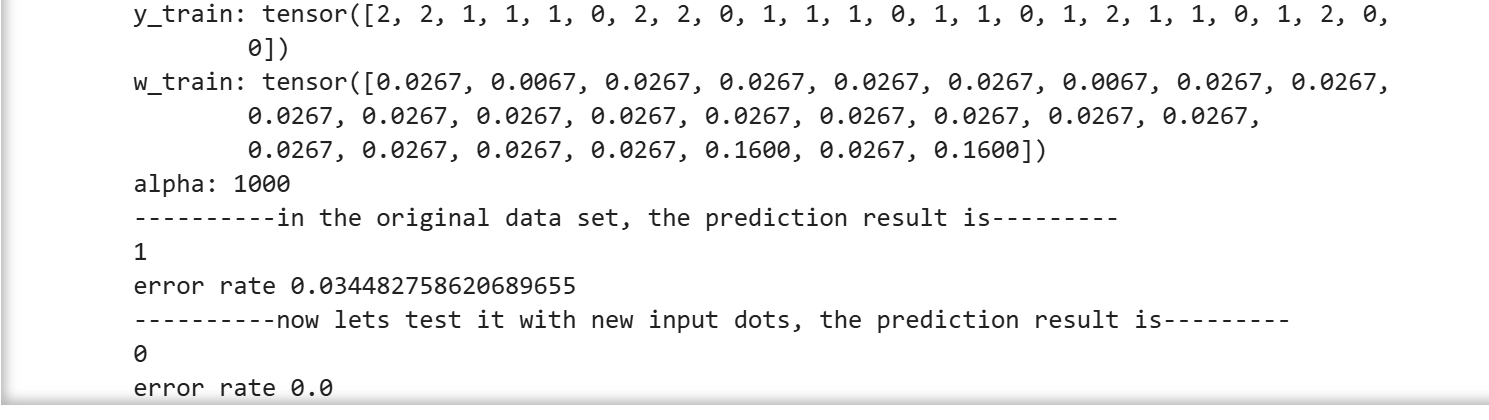 y_train: tensor([2, 2, 1, 1, 1, 0, 2, 2, 0, 1, 1, 1, 0, 1, 1, 0, 1, 2, 1, 1, 0, 1, 2, 0,
        0])
w_train: tensor([0.0267, 0.0067, 0.0267, 0.0267, 0.0267, 0.0267, 0.0067, 0.0267, 0.0267,
        0.0267, 0.0267, 0.0267, 0.0267, 0.0267, 0.0267, 0.0267, 0.0267, 0.0267,
        0.0267, 0.0267, 0.0267, 0.0267, 0.1600, 0.0267, 0.1600])
alpha: 1000
----------in the original data set, the prediction result is---------
1
error rate 0.034482758620689655
----------now lets test it with new input dots, the prediction result is---------
0
error rate 0.0